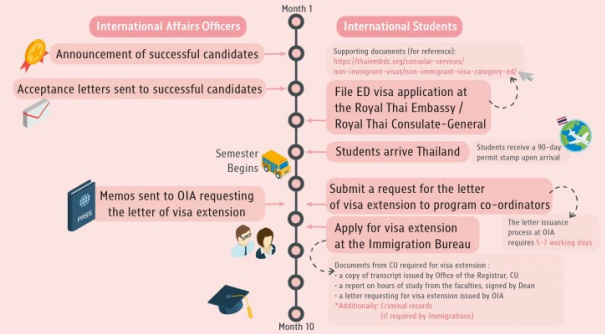 Month 1
International Affairs Officers
International Students
Announcement of successful candidates
Supporting documents (for reference):
https://thaiembdc.org/consular-services/
non-immigrant-visas/non-immigrant-visa-category-ed/
Acceptance letters sent to successful candidates
File ED visa application at
the Royal Thai Embassy /
Royal Thai Consulate-General
Semester
Begins
Students arrive Thailand
Students receive a 90-day
permit stamp upon arrival
Memos sent to OIA requesting
the letter of visa extension
PASS
Submit a request for the letter
of visa extension to program co-ordinators
The letter issuance
process at OIA
requires 5-7 working days
Apply for visa extension
at the Immigration Bureau
Documents from CU required for visa extension :
- a copy of transcript issued by Office of the Registrar, CU
- a report on hours of study from the faculties, signed by Dean
- a letter requesting for visa extension issued by OIA
*Additionally: Criminal records
(if required by Immigrations)
Month 10